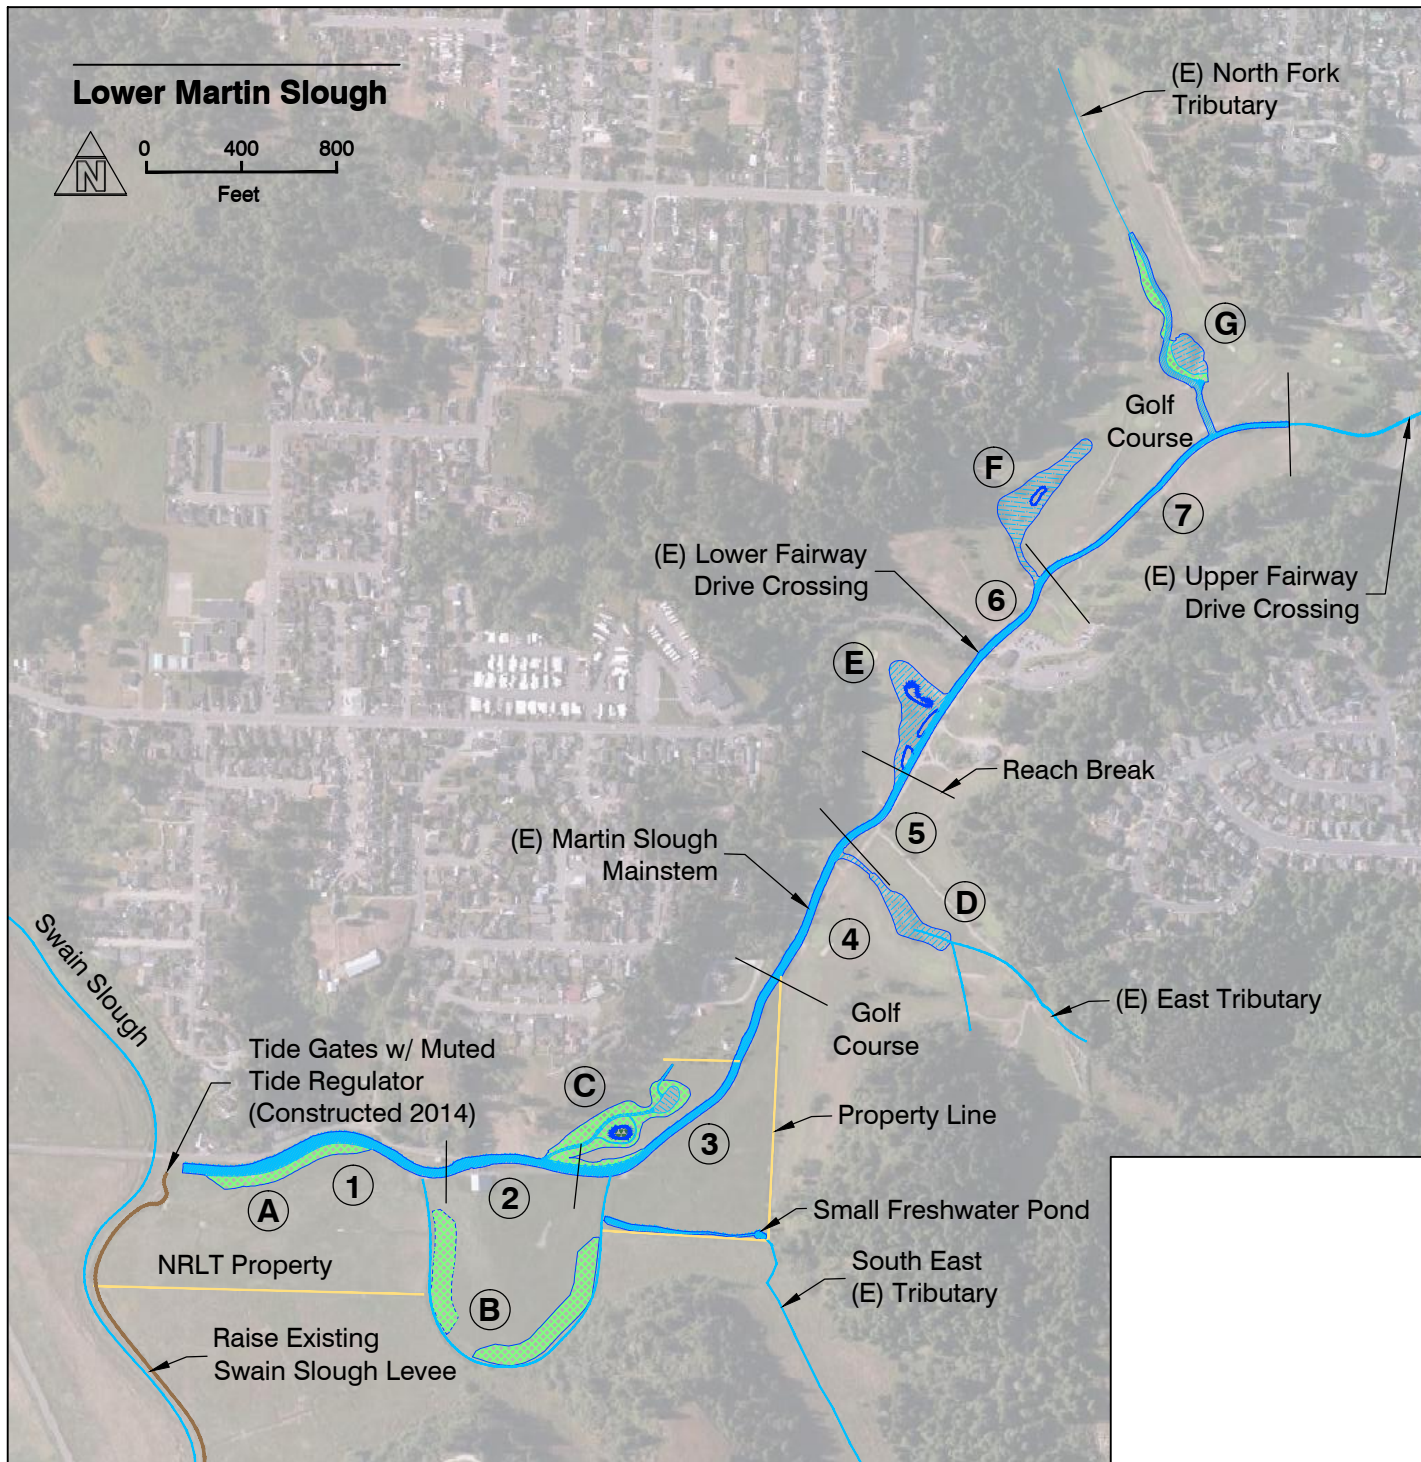 Lower Martin Slough
N
0 400 800
Feet
(E) North Fork
Tributary
G
Golf
Course
F
7
(E) Lower Fairway
Drive Crossing
(E) Upper Fairway
Drive Crossing
6
E
Reach Break
5
(E) Martin Slough
Mainstem
D
4
Swain Slough
(E) East Tributary
Golf
Course
Tide Gates w/ Muted
Tide Regulator
(Constructed 2014)
C
Property Line
3
1
2
A
Small Freshwater Pond
NRLT Property
South East
(E) Tributary
B
Raise Existing
Swain Slough Levee